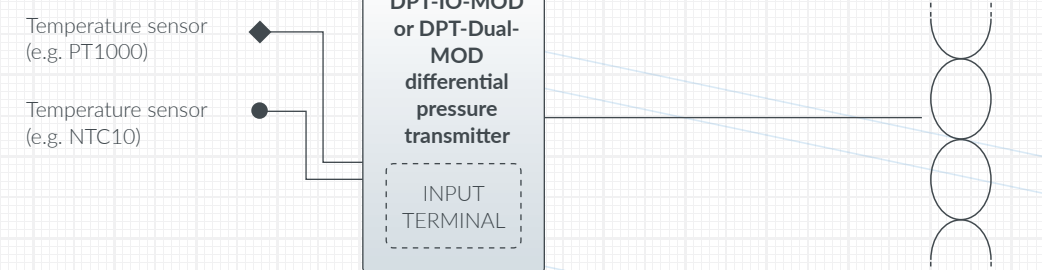 Temperature sensor
(e.g. PT1000)
Temperature sensor
(e.g. NTC10)
DPT-IO-MOD
or DPT-Dual-
MOD
differential
pressure
transmitter
INPUT
TERMINAL